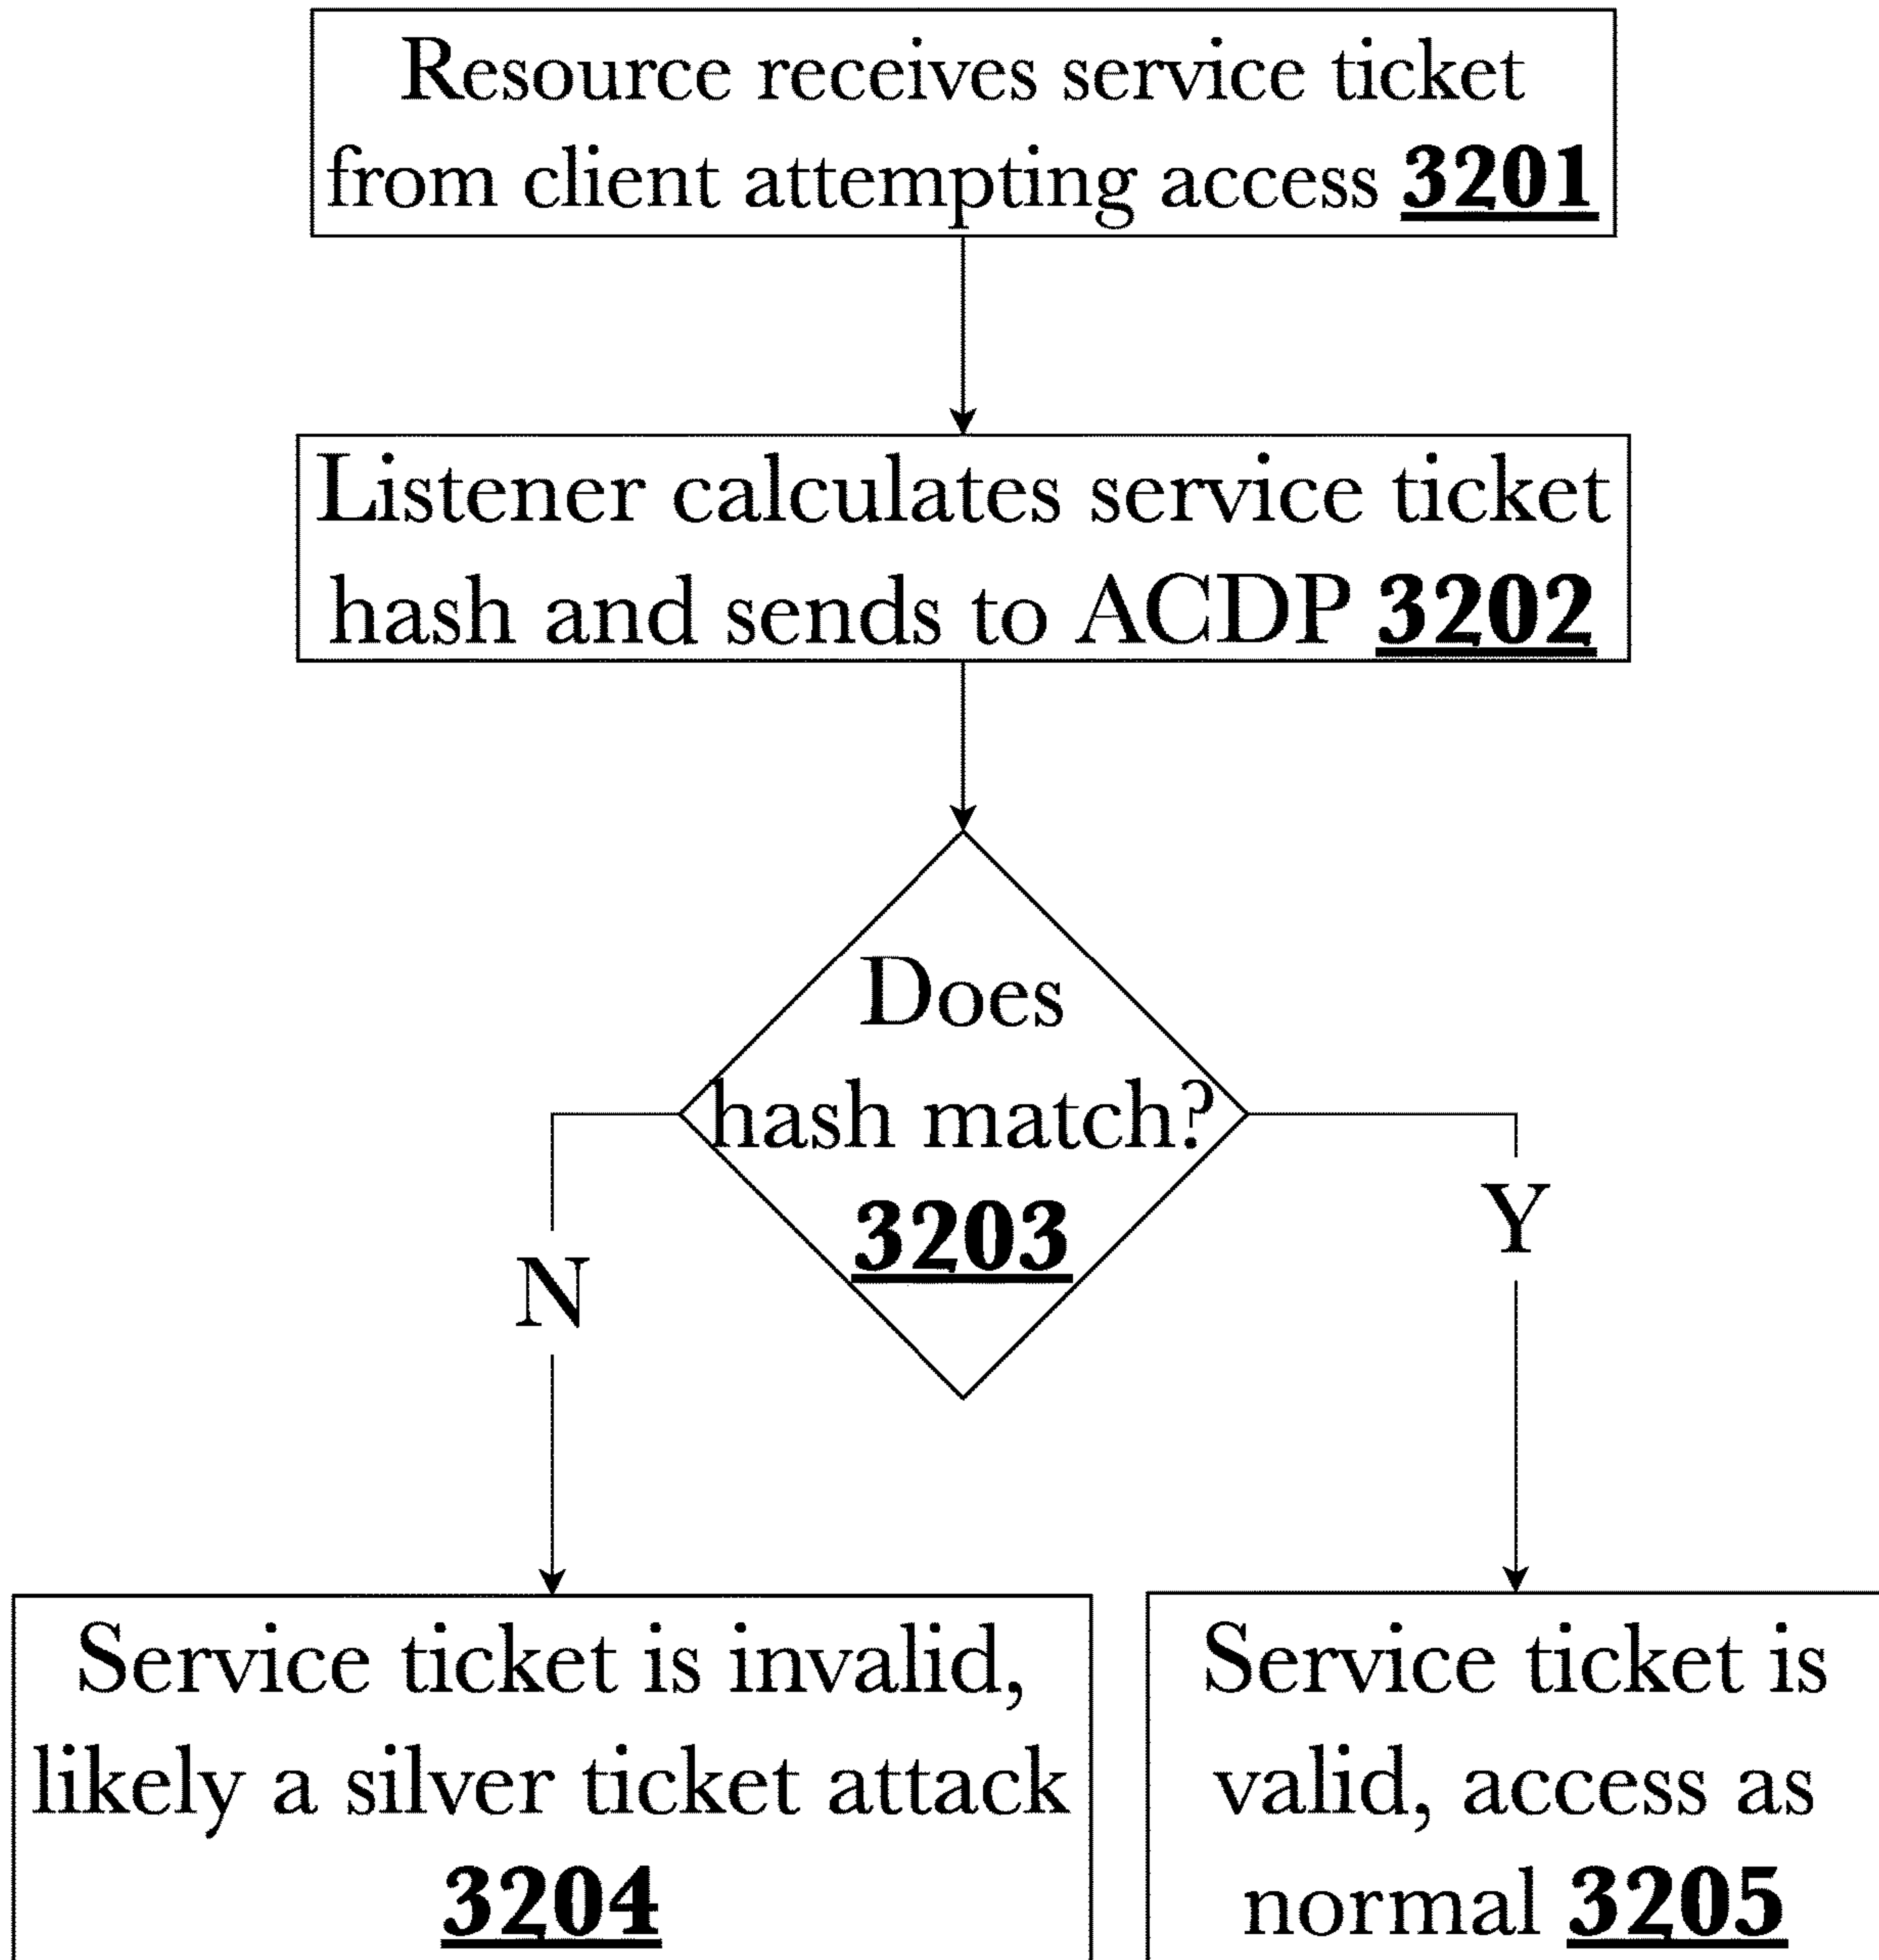 Resource receives service ticket
from client attempting access 3201
Listener calculates service ticket
hash and sends to ACDP 3202
Does
hash match?
3203
N
Y
Service ticket is invalid,
likely a silver ticket attack
3204
Service ticket is
valid, access as
normal 3205